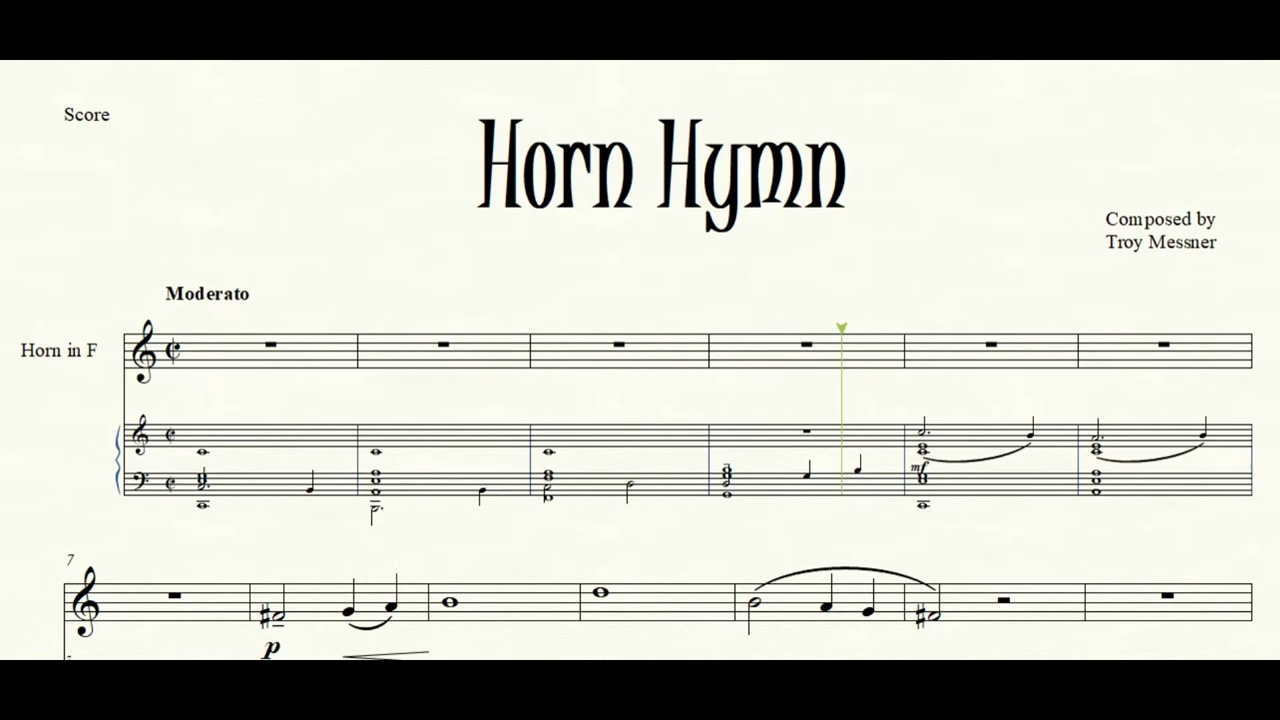 Score
Horn Hymn
Composed by
Troy Messner
Moderato
Horn in F
mf
7
p